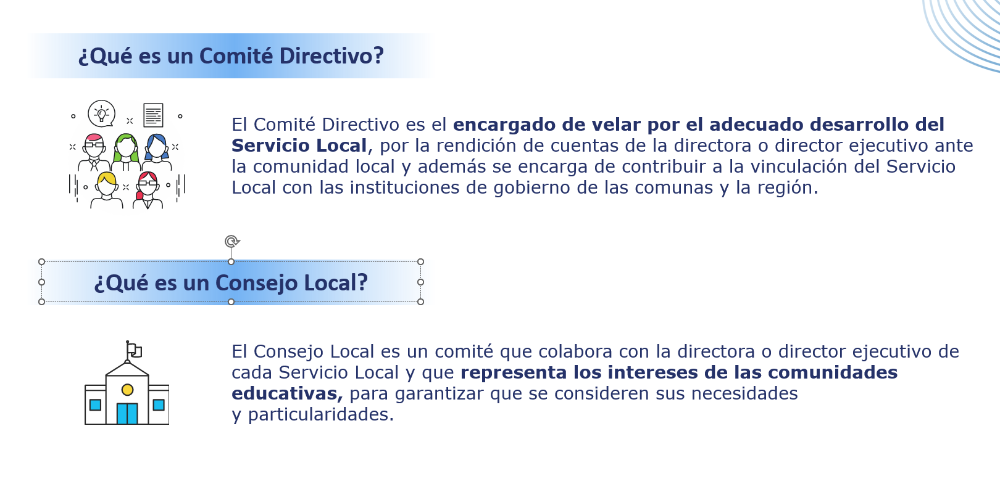 ¿Qué es un Comité Directivo?
El Comité Directivo es el encargado de velar por el adecuado desarrollo del
Servicio Local, por la rendición de cuentas de la directora o director ejecutivo ante
la comunidad local y además se encarga de contribuir a la vinculación del Servicio
Local con las instituciones de gobierno de las comunas y la región.
¿Qué es un Consejo Local?
El Consejo Local es un comité que colabora con la directora o director ejecutivo de
cada Servicio Local y que representa los intereses de las comunidades
educativas, para garantizar que se consideren sus necesidades
y particularidades.